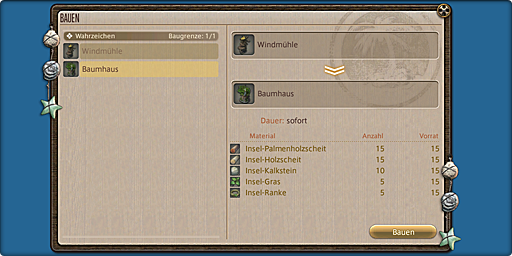 BAUEN
Wahrzeichen Baugrenze: 1/1
Windmühle
Baumhaus
Windmühle
Baumhaus
Dauer: sofort
Material Anzahl Vorrat
Insel-Palmenholzscheit 15 15
Insel-Holzscheit 15 15
Insel-Kalkstein 10 15
Insel-Gras 5 15
Insel-Ranke 5 15
Bauen